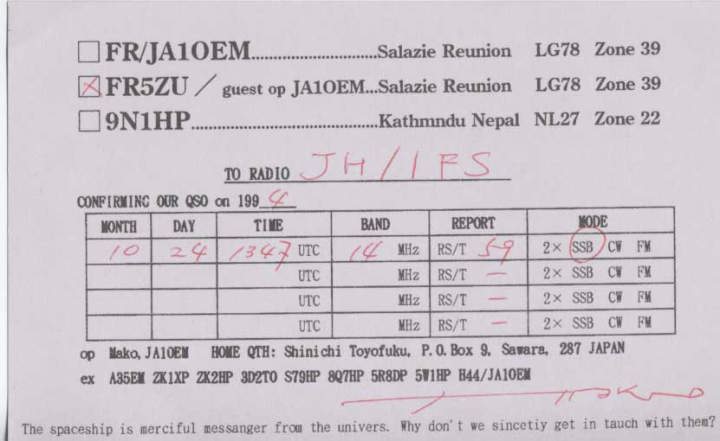 ☐ FR/JA1OEM..............................Salazie Reunion LG78 Zone 39
☒ FR5ZU / guest op JA1OEM...Salazie Reunion LG78 Zone 39
☐ 9N1HP..........................................Kathmndu Nepal NL27 Zone 22
TO RADIO JH/IFS
CONFIRMING OUR QSO on 1994
MONTH DAY TIME BAND REPORT MODE
10 24 1347 UTC 14 MHz RS/T 59 2× SSB CW FM
UTC MHz RS/T — 2× SSB CW FM
UTC MHz RS/T — 2× SSB CW FM
UTC MHz RS/T — 2× SSB CW FM
op Mako, JA1OEM HOME QTH: Shinichi Toyofuku, P.O.Box 9, Sawara, 287 JAPAN
ex A35EM ZK1XP ZK2HP 3D2TO S79HP 8Q7HP 5R8DP 5W1HP H44/JA1OEM
The spaceship is merciful messanger from the univers. Why don't we sincetiy get in tauch with them?